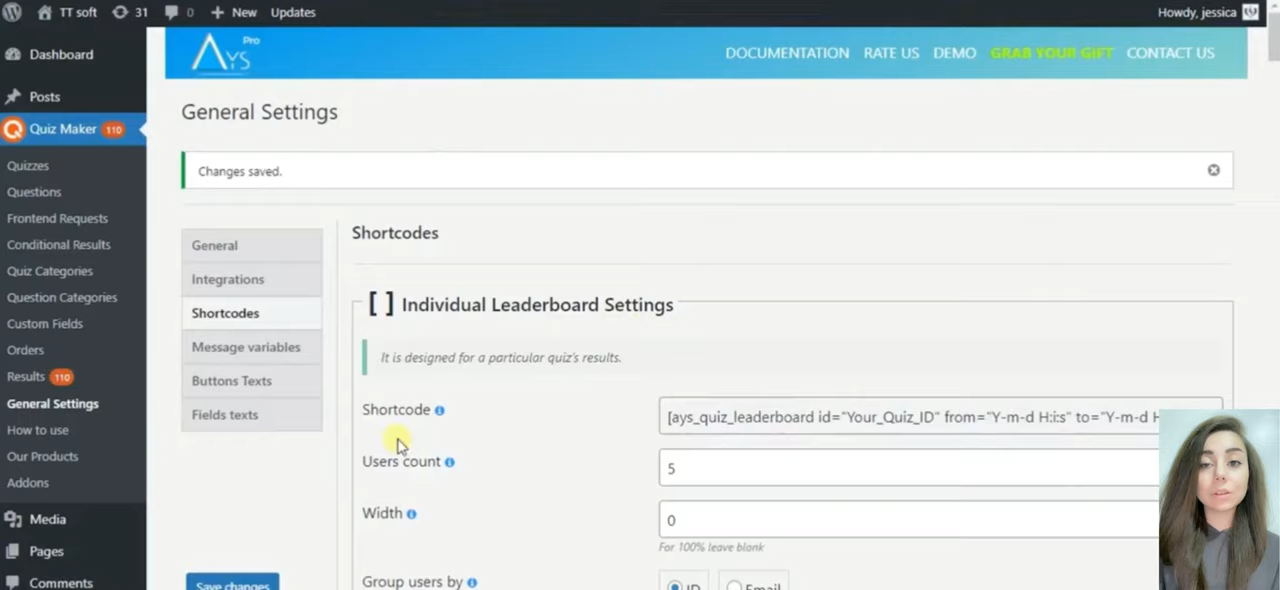 TT soft 31 0 New Updates Howdy, jessica
Dashboard
Posts
Quiz Maker 110
Quizzes
Questions
Frontend Requests
Conditional Results
Quiz Categories
Question Categories
Custom Fields
Orders
Results 110
General Settings
How to use
Our Products
Addons
Media
Pages
Comments
AYS Pro
DOCUMENTATION RATE US DEMO GRAB YOUR GIFT CONTACT US
General Settings
Changes saved.
General
Integrations
Shortcodes
Message variables
Buttons Texts
Fields texts
Save changes
Shortcodes
[ ] Individual Leaderboard Settings
It is designed for a particular quiz's results.
Shortcode [ays_quiz_leaderboard id="Your_Quiz_ID" from="Y-m-d H:i:s" to="Y-m-d H
Users count 5
Width 0
For 100% leave blank
Group users by ID Email